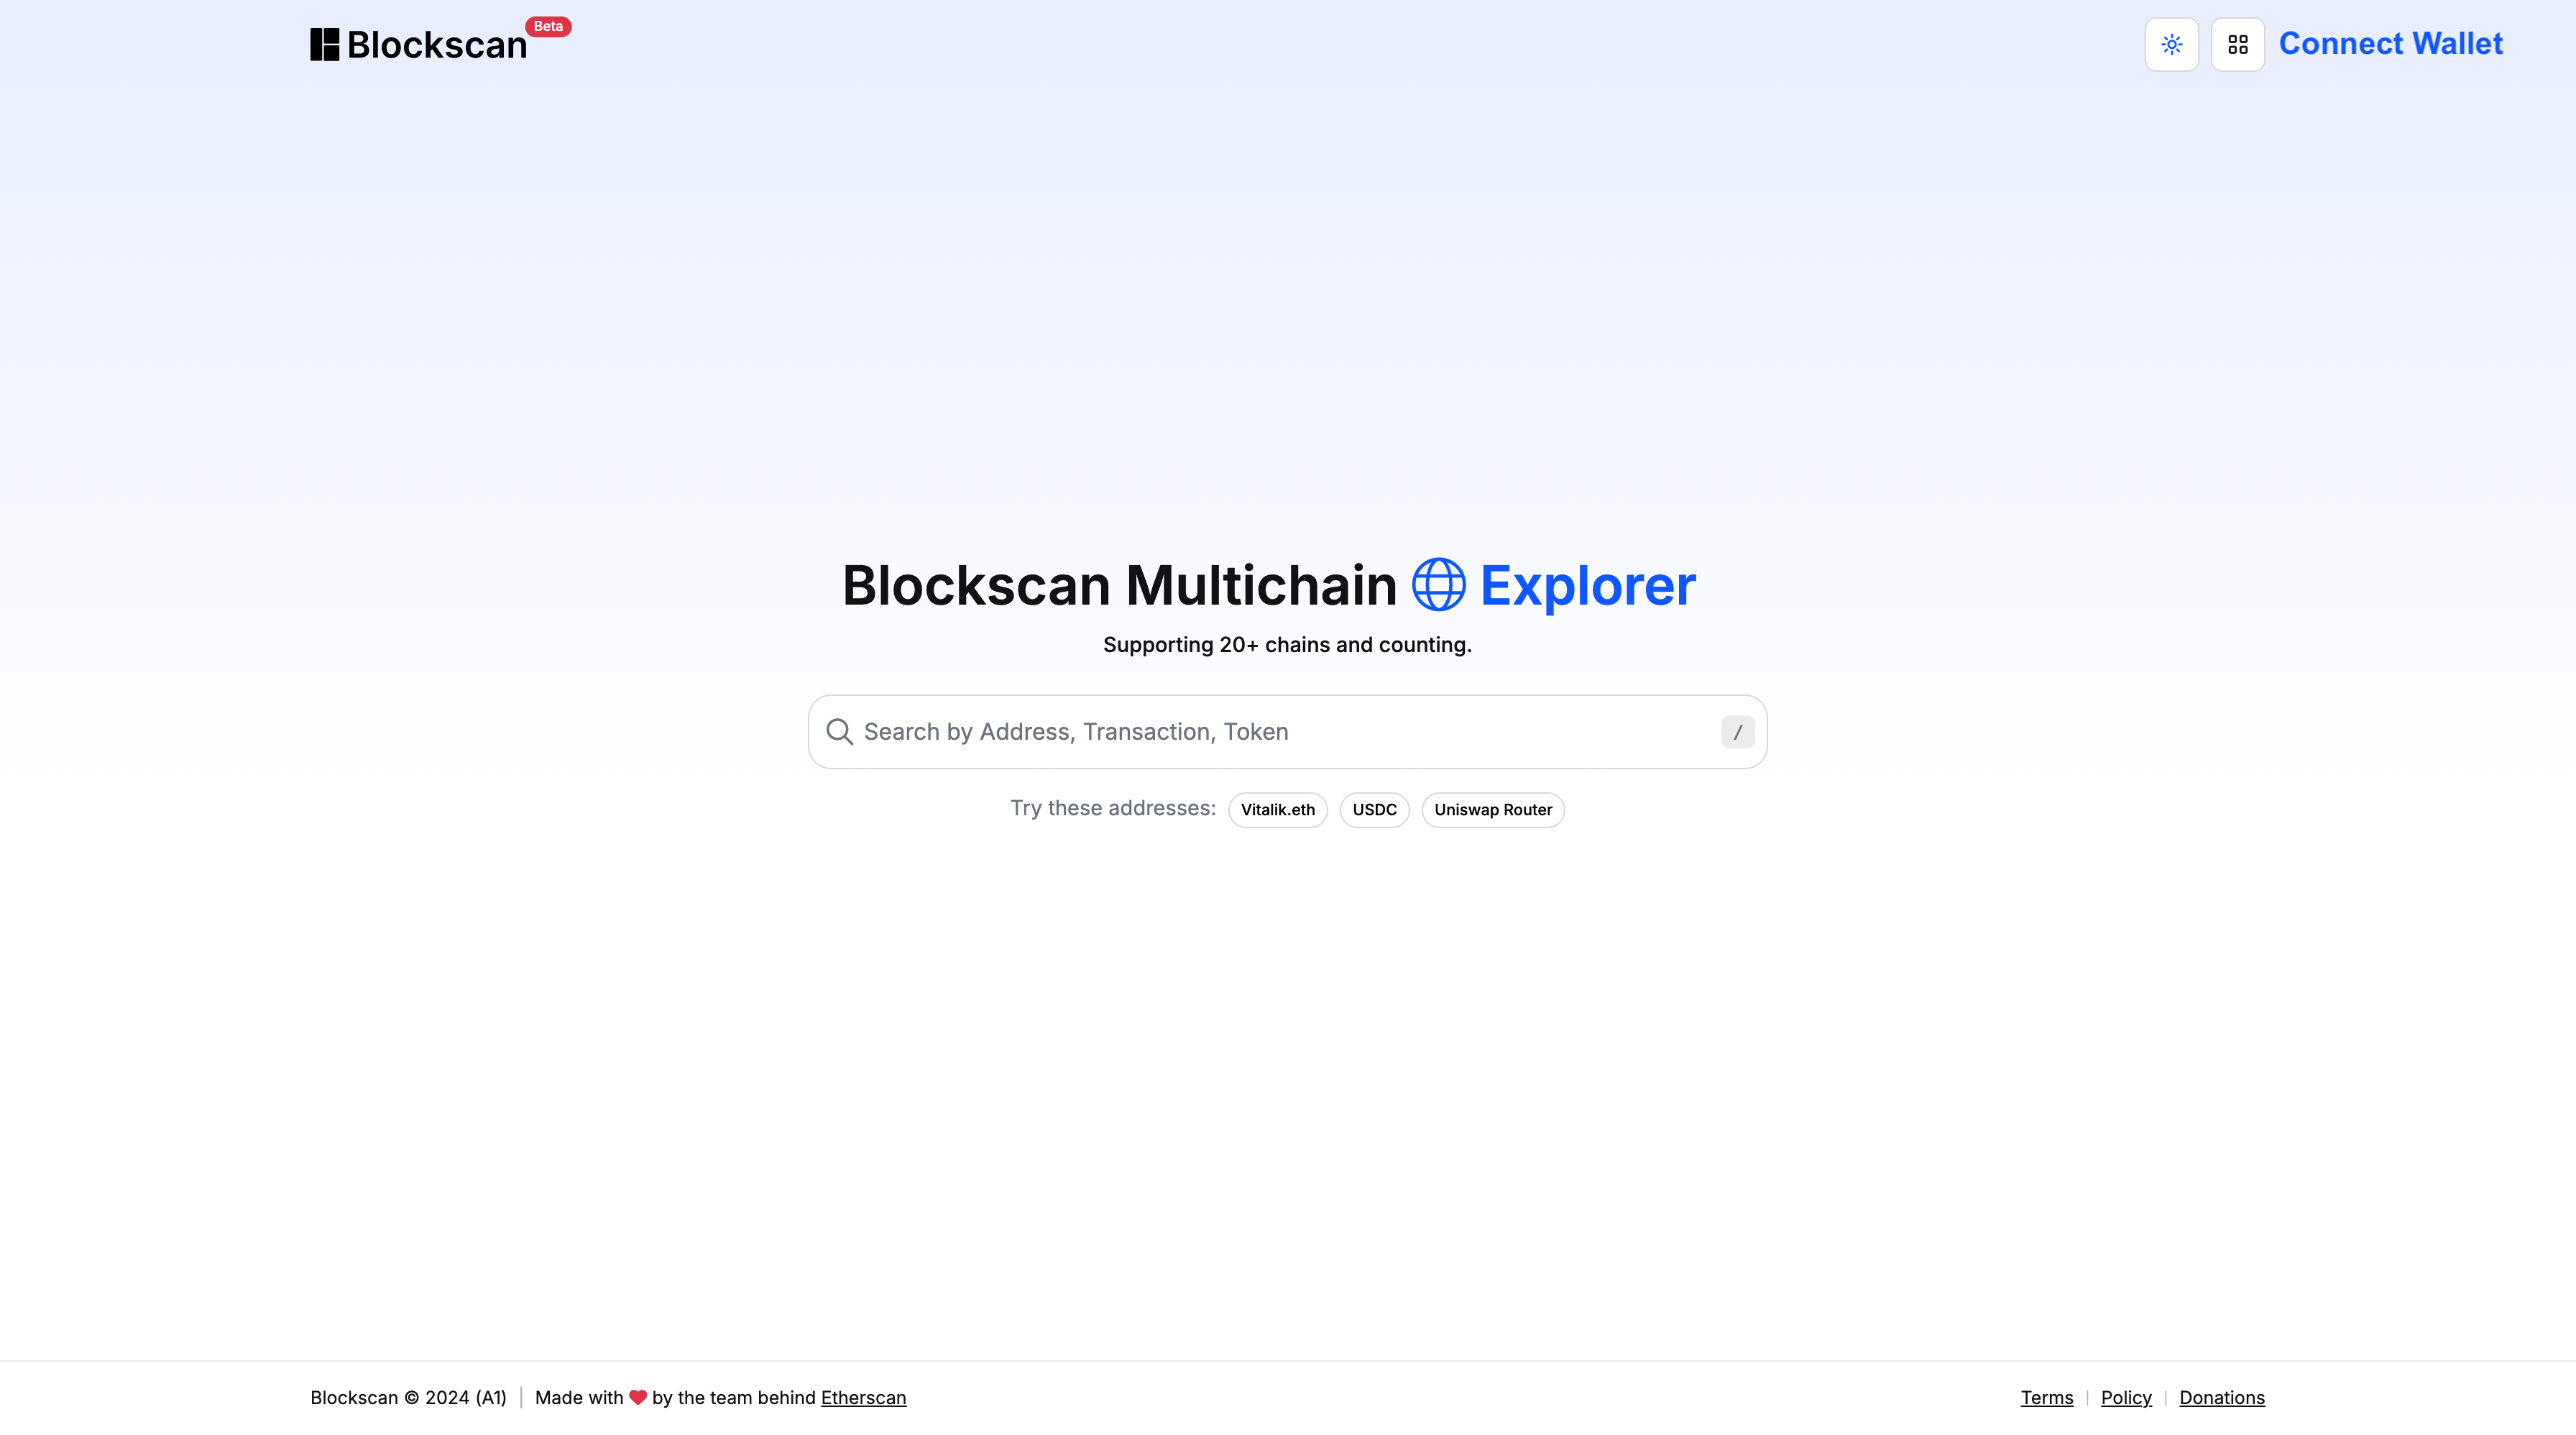 Blockscan Beta
Connect Wallet
Blockscan Multichain Explorer
Supporting 20+ chains and counting.
Search by Address, Transaction, Token /
Try these addresses: Vitalik.eth USDC Uniswap Router
Blockscan © 2024 (A1) | Made with ❤ by the team behind Etherscan
Terms | Policy | Donations